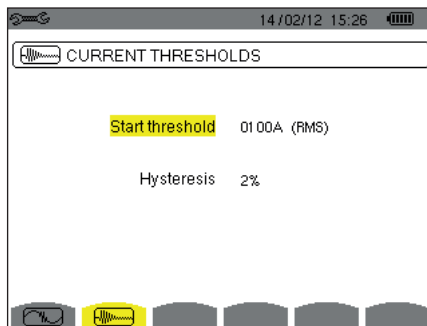 14/02/12 15:26
CURRENT THRESHOLDS
Start threshold 0100A (RMS)
Hysteresis 2%